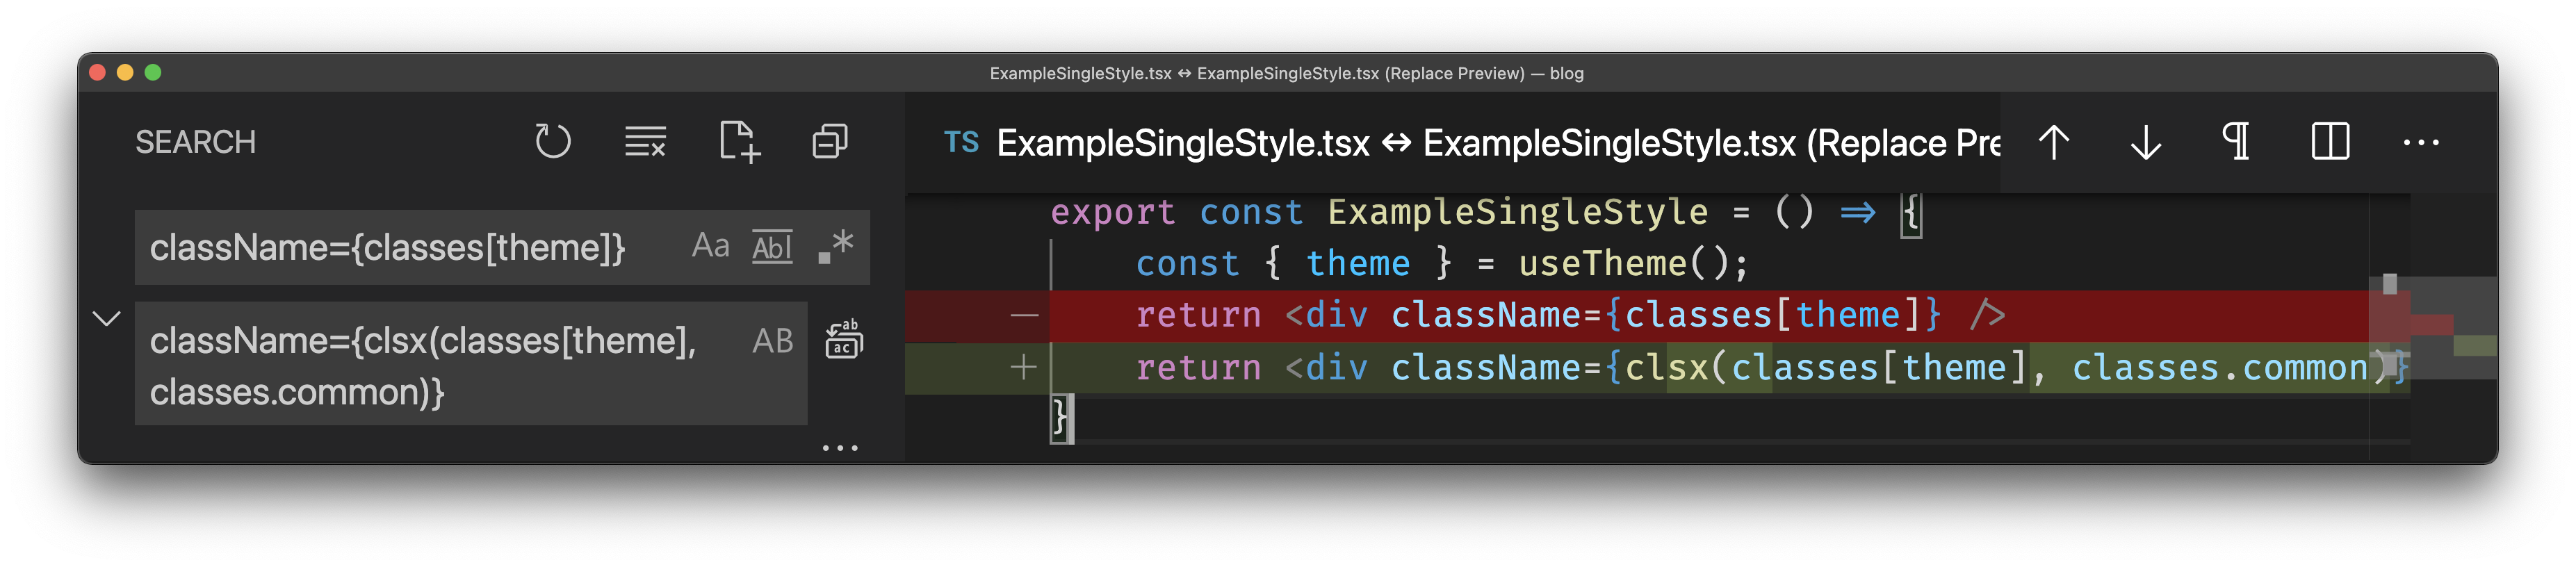 ExampleSingleStyle.tsx ↔ ExampleSingleStyle.tsx (Replace Preview) — blog
SEARCH
className={classes[theme]}
Aa Abl .*
className={clsx(classes[theme],
classes.common)}
AB
ab
ac
...
TS ExampleSingleStyle.tsx ↔ ExampleSingleStyle.tsx (Replace Pre
¶ ...
export const ExampleSingleStyle = () => {
const { theme } = useTheme();
— return <div className={classes[theme]} />
+ return <div className={clsx(classes[theme], classes.common)}
}